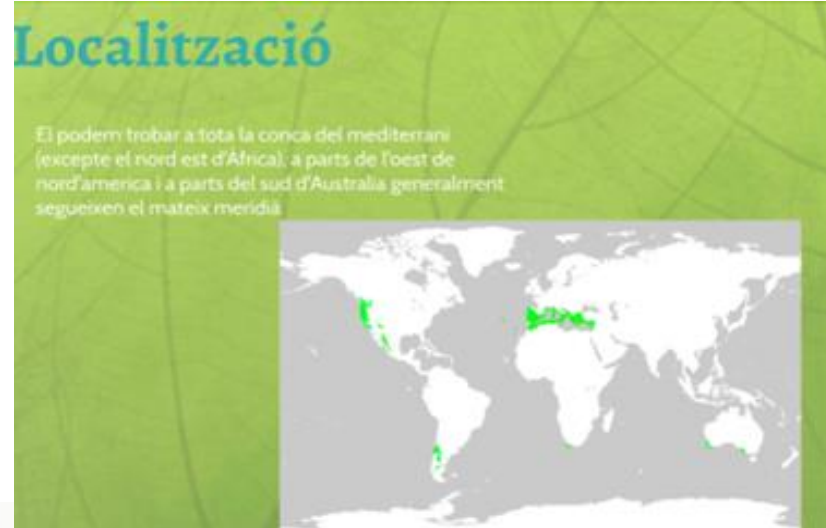 Localització
El podem trobar a tota la conca del mediterrani
(excepte el nord est d'Àfrica), a parts de l'oest de
nord'america i a parts del sud d'Australia generalment
segueixen el mateix meridià